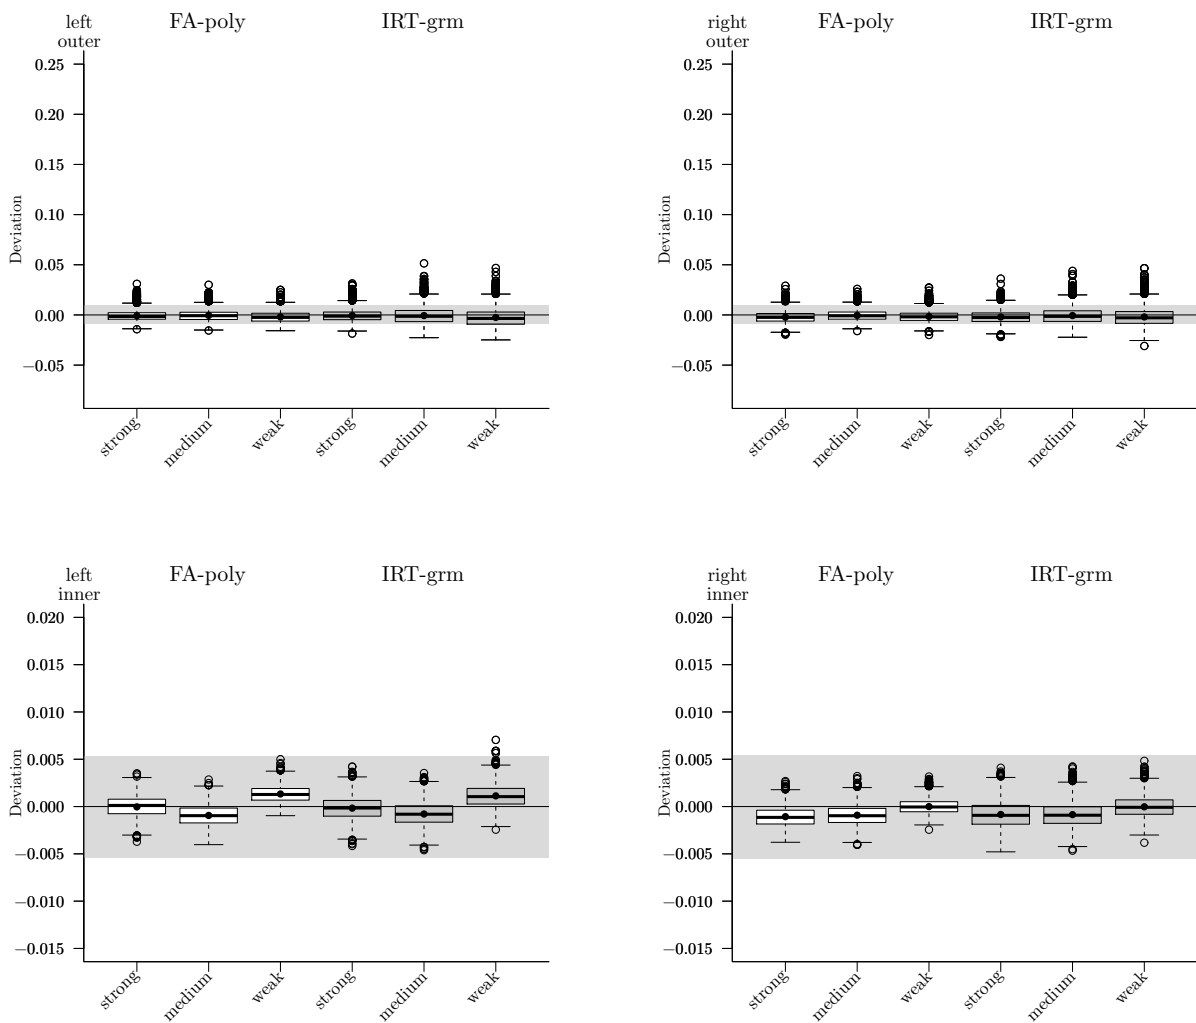 left
outer
FA-poly IRT-grm
0.25
0.20
0.15
0.10
0.05
0.00
−0.05
Deviation
strong
medium
weak
strong
medium
weak
right
outer
FA-poly IRT-grm
0.25
0.20
0.15
0.10
0.05
0.00
−0.05
Deviation
strong
medium
weak
strong
medium
weak
left
inner
FA-poly IRT-grm
0.020
0.015
0.010
0.005
0.000
−0.005
−0.010
−0.015
Deviation
strong
medium
weak
strong
medium
weak
right
inner
FA-poly IRT-grm
0.020
0.015
0.010
0.005
0.000
−0.005
−0.010
−0.015
Deviation
strong
medium
weak
strong
medium
weak